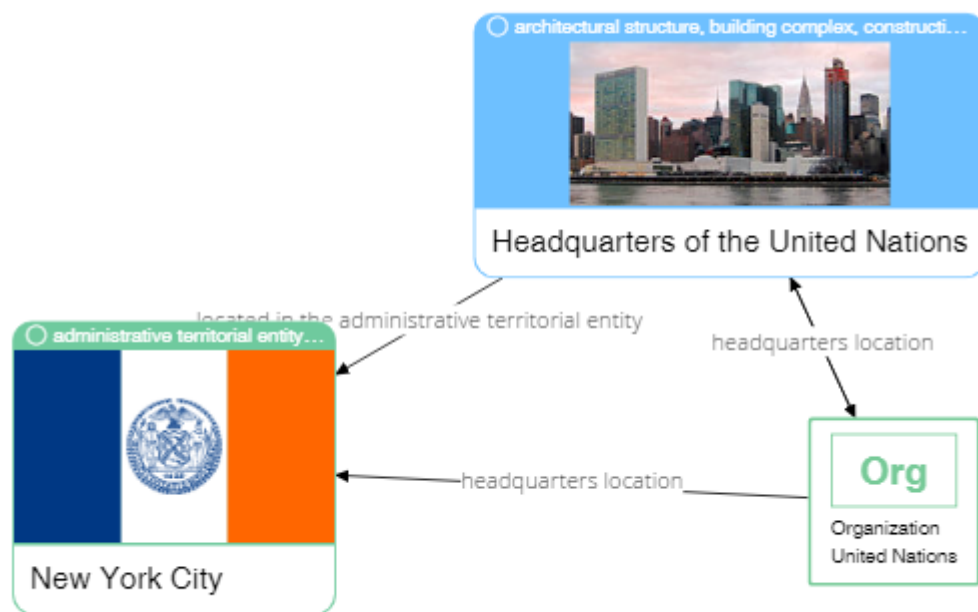 architectural structure, building complex, constructi...
Headquarters of the United Nations
located in the administrative territorial entity
administrative territorial entity...
headquarters location
headquarters location
Org
Organization
United Nations
New York City